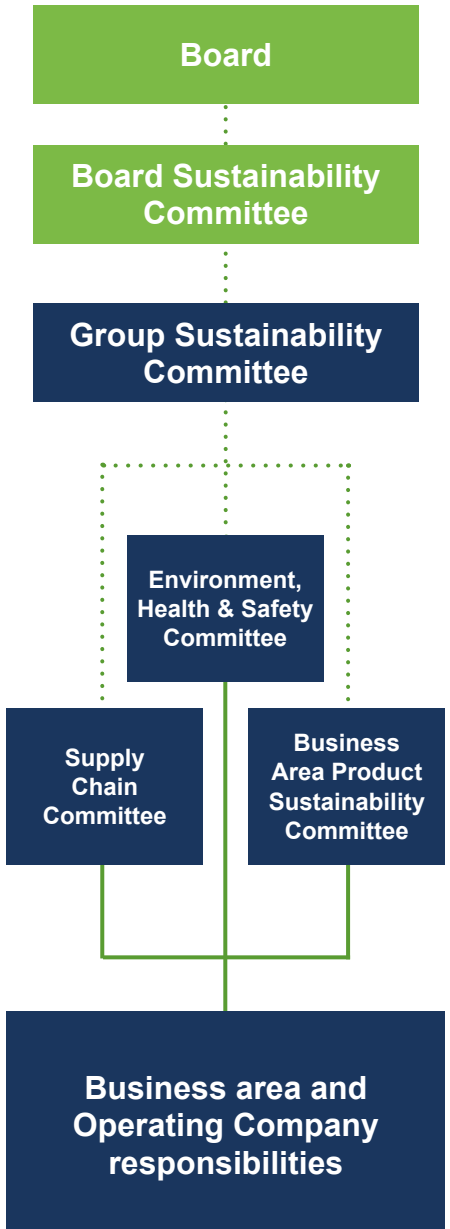 Board
Board Sustainability
Committee
Group Sustainability
Committee
Environment,
Health & Safety
Committee
Supply
Chain
Committee
Business
Area Product
Sustainability
Committee
Business area and
Operating Company
responsibilities